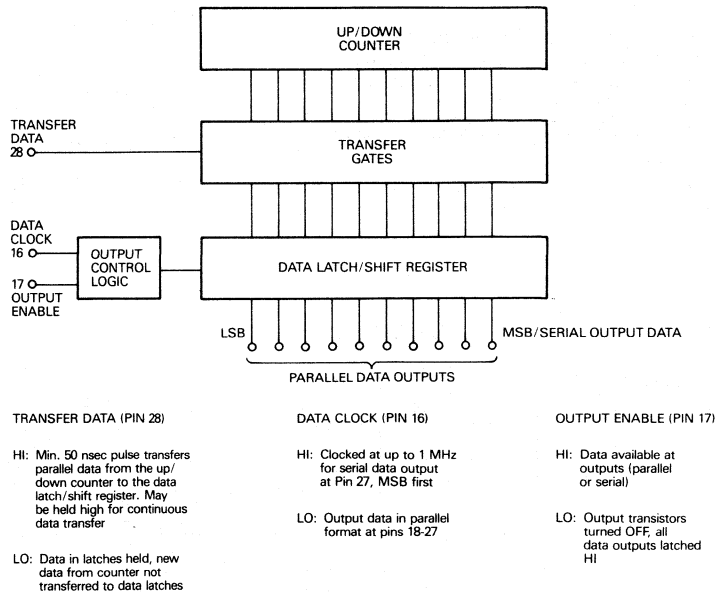 UP/DOWN
COUNTER
TRANSFER
DATA
28
TRANSFER
GATES
DATA
CLOCK
16
17
OUTPUT
ENABLE
OUTPUT
CONTROL
LOGIC
DATA LATCH/SHIFT REGISTER
LSB
MSB/SERIAL OUTPUT DATA
PARALLEL DATA OUTPUTS
TRANSFER DATA (PIN 28)
HI: Min. 50 nsec pulse transfers
parallel data from the up/
down counter to the data
latch/shift register. May
be held high for continuous
data transfer
LO: Data in latches held, new
data from counter not
transferred to data latches
DATA CLOCK (PIN 16)
HI: Clocked at up to 1 MHz
for serial data output
at Pin 27, MSB first
LO: Output data in parallel
format at pins 18-27
OUTPUT ENABLE (PIN 17)
HI: Data available at
outputs (parallel
or serial)
LO: Output transistors
turned OFF, all
data outputs latched
HI